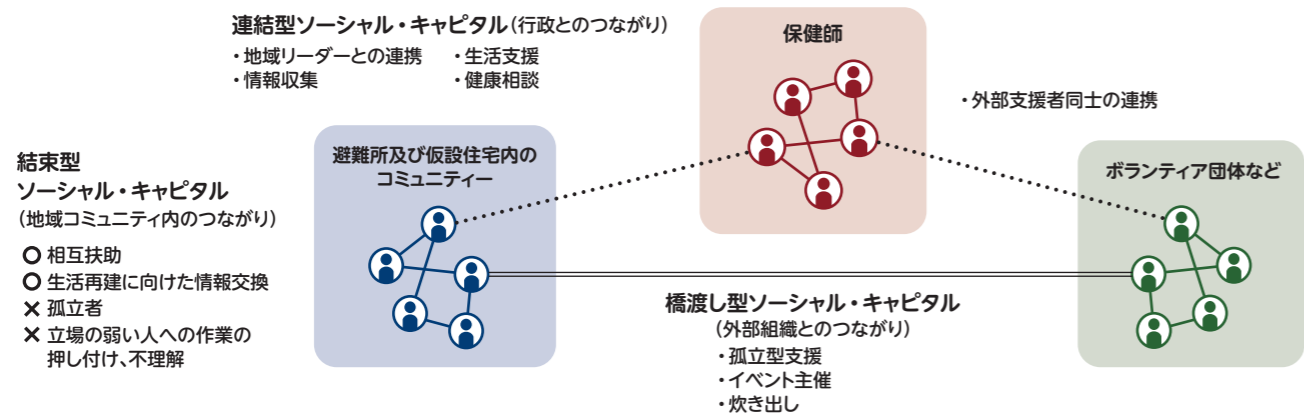 連結型ソーシャル・キャピタル(行政とのつながり)
・地域リーダーとの連携 ・生活支援
・情報収集 ・健康相談
保健師
・外部支援者同士の連携
結束型
ソーシャル・キャピタル
(地域コミュニティ内のつながり)
○ 相互扶助
○ 生活再建に向けた情報交換
× 孤立者
× 立場の弱い人への作業の
押し付け、不理解
避難所及び仮設住宅内の
コミュニティー
ボランティア団体など
橋渡し型ソーシャル・キャピタル
(外部組織とのつながり)
・孤立型支援
・イベント主催
・炊き出し